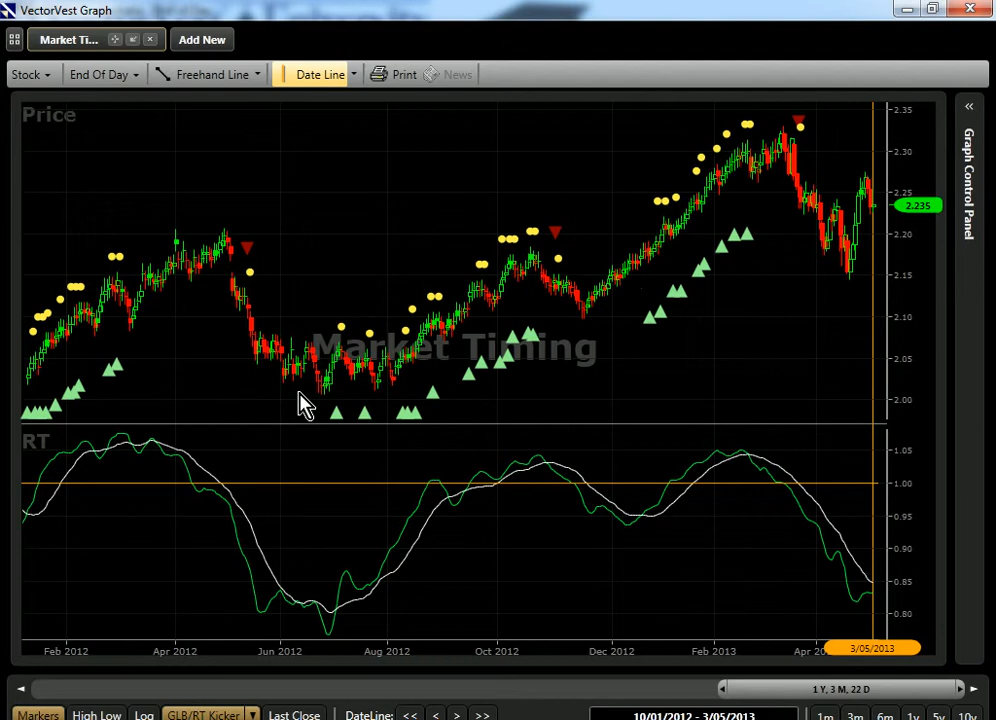 VectorVest Graph
Market Ti... Add New
Stock End Of Day Freehand Line Date Line Print News
Price
2.35
2.30
2.25
2.235
2.20
2.15
2.10
2.05
2.00
Market Timing
Graph Control Panel
RT
1.05
1.00
0.95
0.90
0.85
0.80
Feb 2012 Apr 2012 Jun 2012 Aug 2012 Oct 2012 Dec 2012 Feb 2013 Apr 3/05/2013
1 Y, 3 M, 22 D
Markers High Low Log GLB/RT Kicker Last Close DateLine: << < > >> 10/01/2012 - 3/05/2013 1m 3m 6m 1y 5y 10y